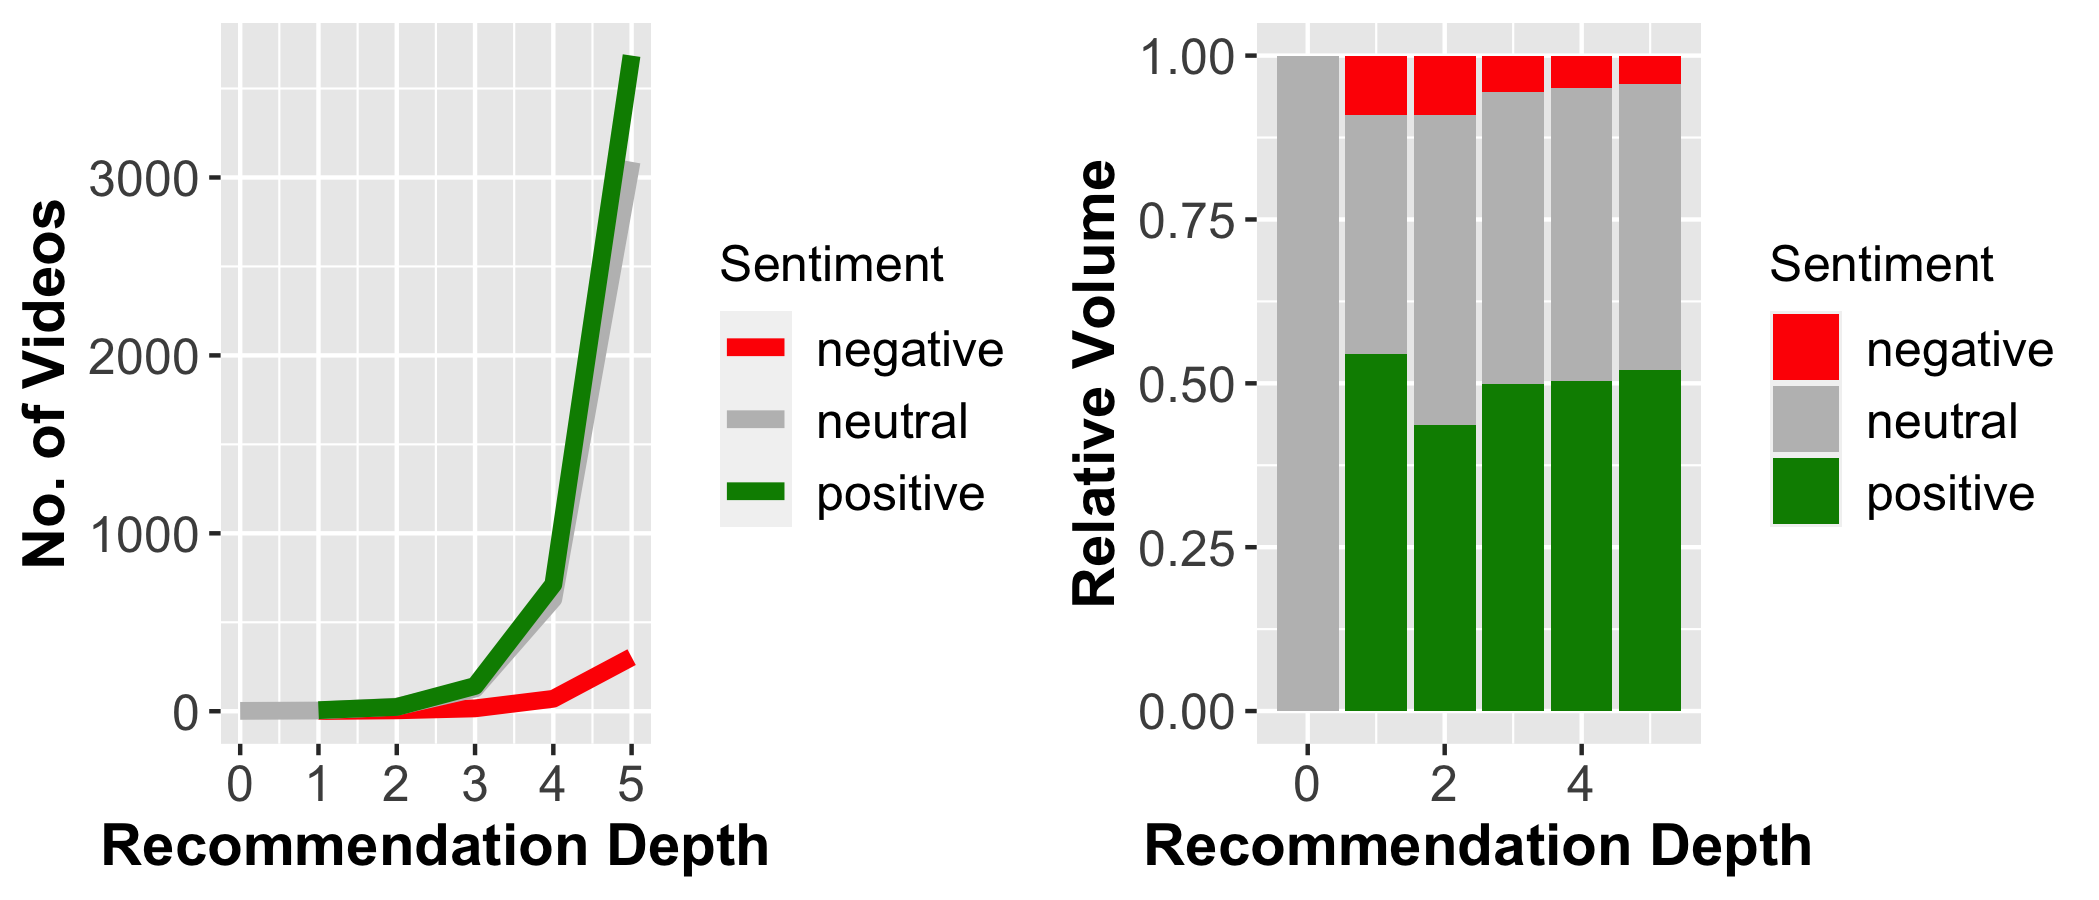 No. of Videos
3000
2000
1000
0
0 1 2 3 4 5
Recommendation Depth
Sentiment
negative
neutral
positive
Relative Volume
1.00
0.75
0.50
0.25
0.00
0 2 4
Recommendation Depth
Sentiment
negative
neutral
positive